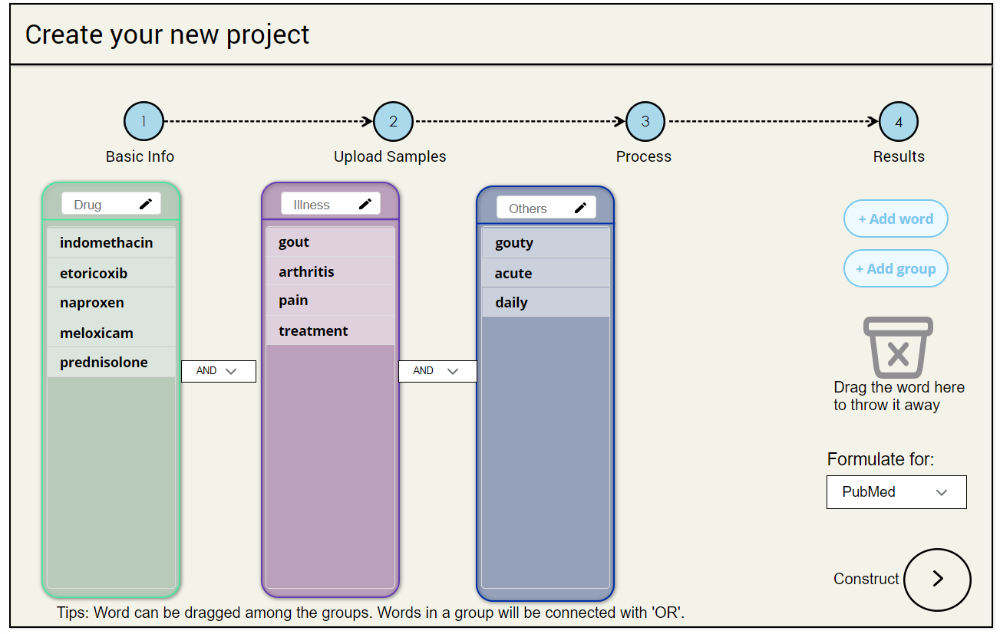 Create your new project
1
2
3
4
Basic Info
Upload Samples
Process
Results
Drug
indomethacin
etoricoxib
naproxen
meloxicam
prednisolone
AND
Illness
gout
arthritis
pain
treatment
AND
Others
gouty
acute
daily
+ Add word
+ Add group
Drag the word here
to throw it away
Formulate for:
PubMed
Construct
Tips: Word can be dragged among the groups. Words in a group will be connected with 'OR'.